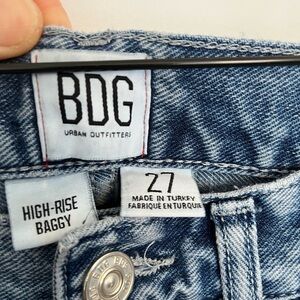 BDG
URBAN OUTFITTERS
HIGH-RISE
BAGGY
27
MADE IN TURKEY
FABRIQUE EN TURQUIE